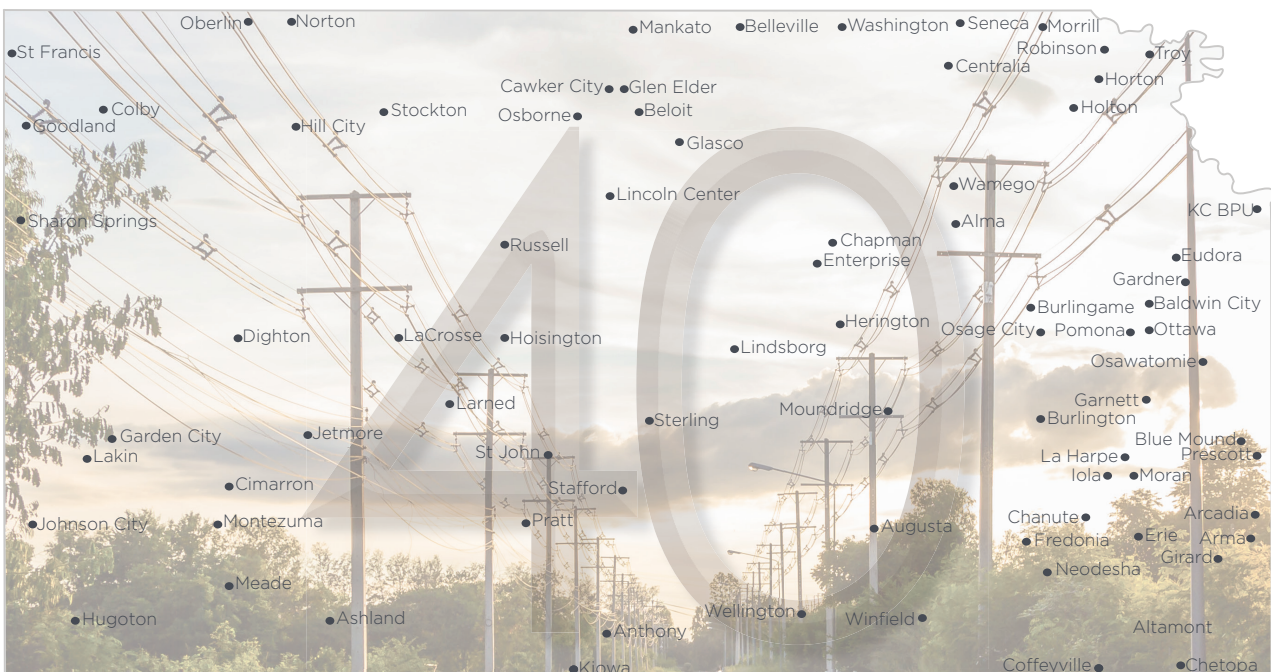 Oberlin
Norton
Mankato
Belleville
Washington
Seneca
Morrill
St Francis
Robinson
Troy
Centralia
Horton
Cawker City
Glen Elder
Colby
Stockton
Osborne
Beloit
Holton
Goodland
Hill City
Glasco
40
Wamego
Lincoln Center
Sharon Springs
Alma
KC BPU
Russell
Chapman
Enterprise
Eudora
Gardner
Burlingame
Baldwin City
Herington
Osage City
Pomona
Ottawa
Dighton
LaCrosse
Hoisington
Lindsborg
Osawatomie
Larned
Moundridge
Garnett
Sterling
Burlington
Garden City
Jetmore
Blue Mound
Lakin
St John
La Harpe
Prescott
Iola
Moran
Cimarron
Stafford
Johnson City
Montezuma
Pratt
Augusta
Chanute
Arcadia
Fredonia
Erie
Arma
Girard
Neodesha
Meade
Hugoton
Ashland
Wellington
Winfield
Altamont
Anthony
Kiowa
Coffeyville
Chetopa